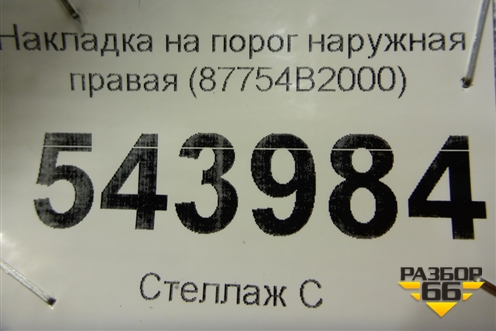 Накладка на порог наружная
правая (87754B2000)
543984
Стеллаж С
РАЗБОР
66